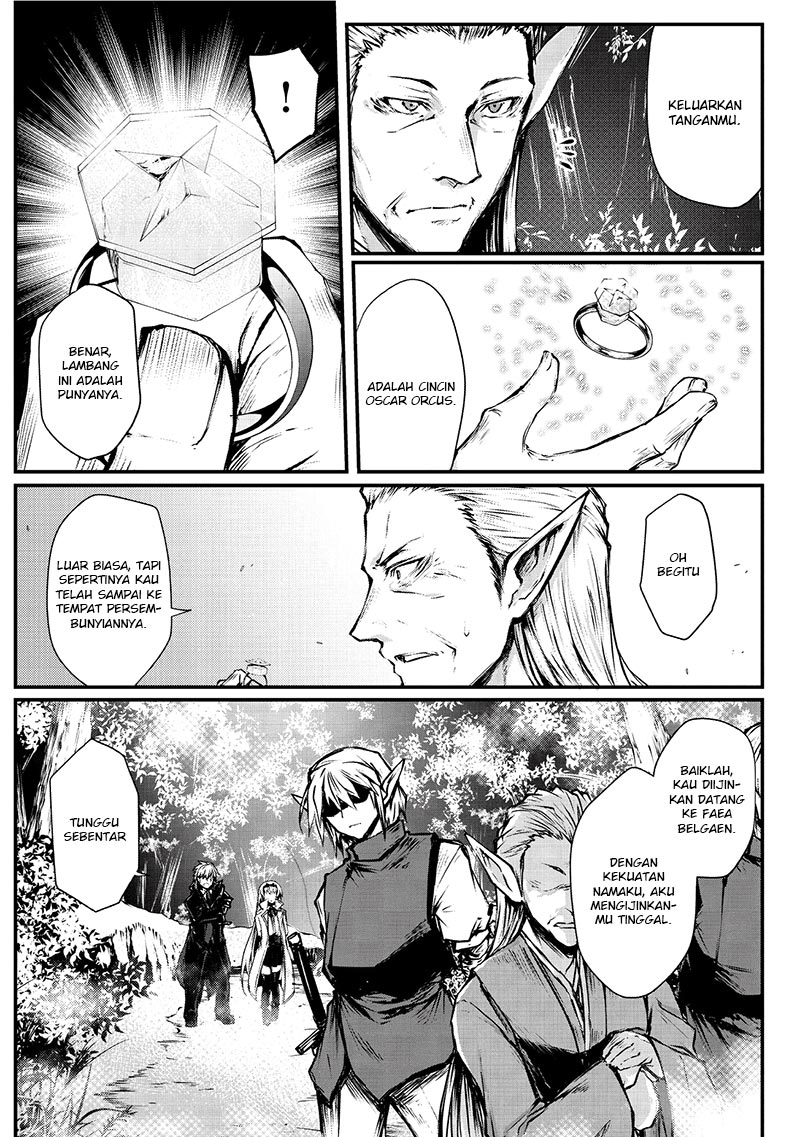 KELUARKAN
TANGANMU.
!
BENAR,
LAMBANG
INI ADALAH
PUNYANYA.
ADALAH CINCIN
OSCAR ORCUS.
OH
BEGITU
LUAR BIASA, TAPI
SEPERTINYA KAU
TELAH SAMPAI KE
TEMPAT PERSEM-
BUNYIANNYA.
BAIKLAH,
KAU DIIJIN-
KAN DATANG
KE FAEA
BELGAEN.
DENGAN
KEKUATAN
NAMAKU, AKU
MENGIJINKAN-
MU TINGGAL.
TUNGGU
SEBENTAR